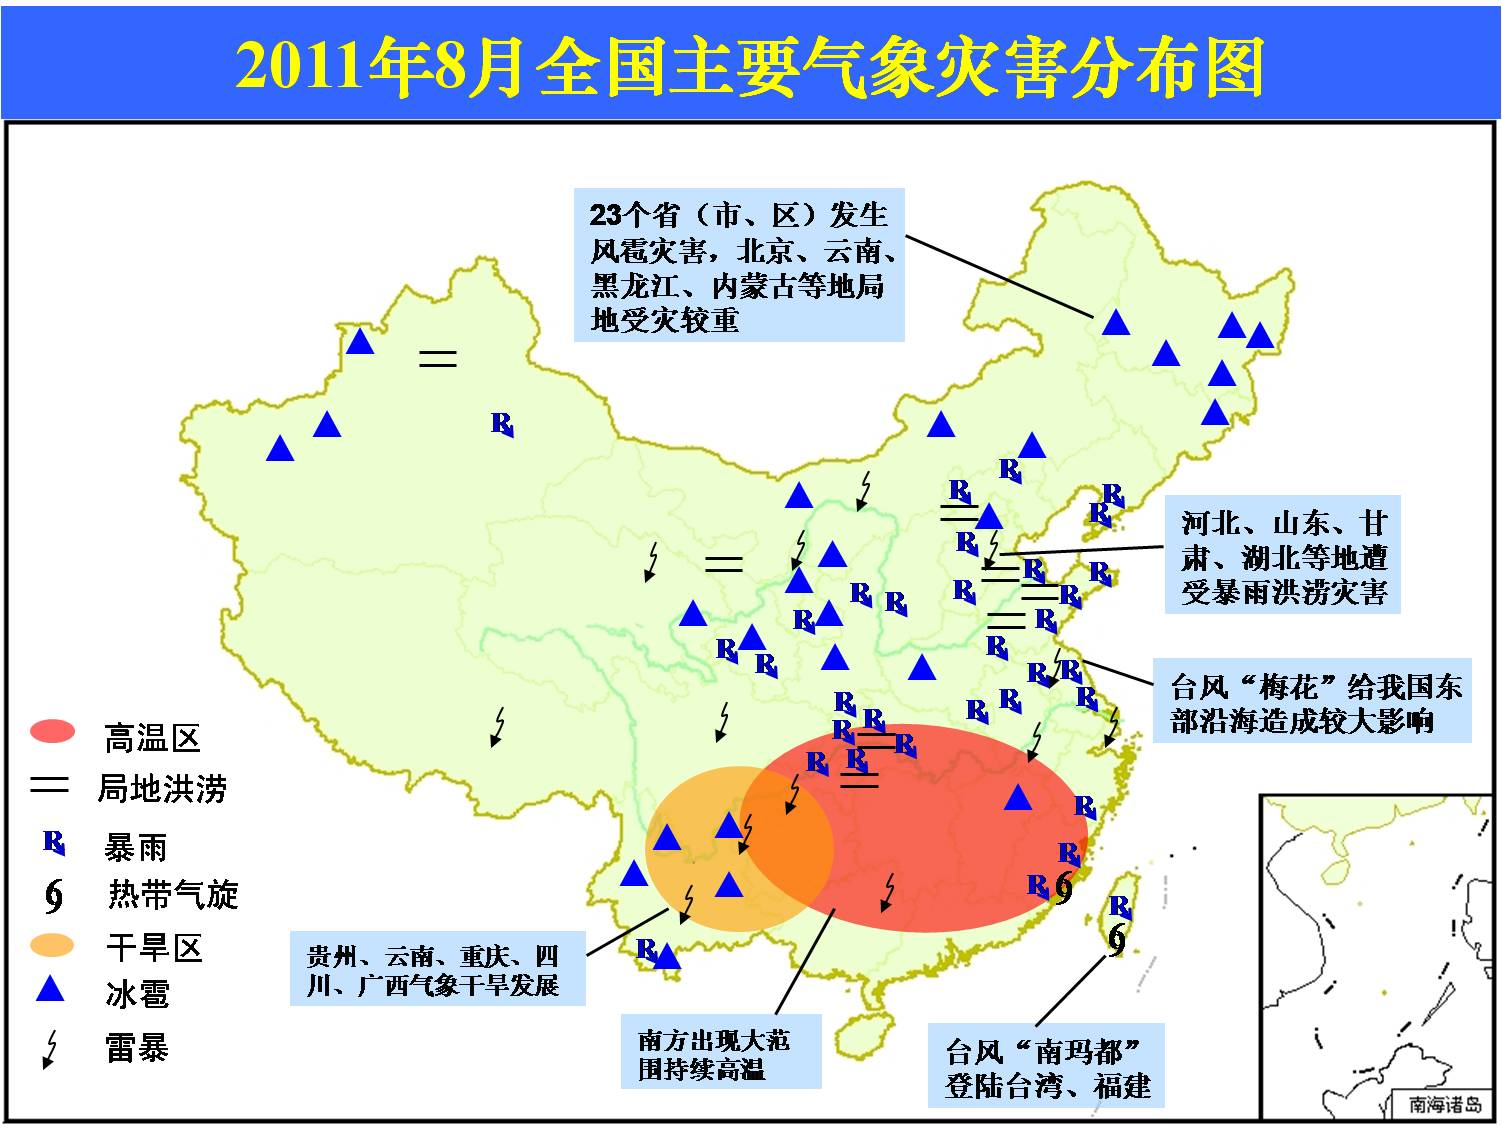 2011年8月全国主要气象灾害分布图
23个省（市、区）发生
风雹灾害，北京、云南、
黑龙江、内蒙古等地局
地受灾较重
河北、山东、甘
肃、湖北等地遭
受暴雨洪涝灾害
台风“梅花”给我国东
部沿海造成较大影响
高温区
局地洪涝
暴雨
热带气旋
干旱区
冰雹
雷暴
贵州、云南、重庆、四
川、广西气象干旱发展
南方出现大范
围持续高温
台风“南玛都”
登陆台湾、福建
南海诸岛